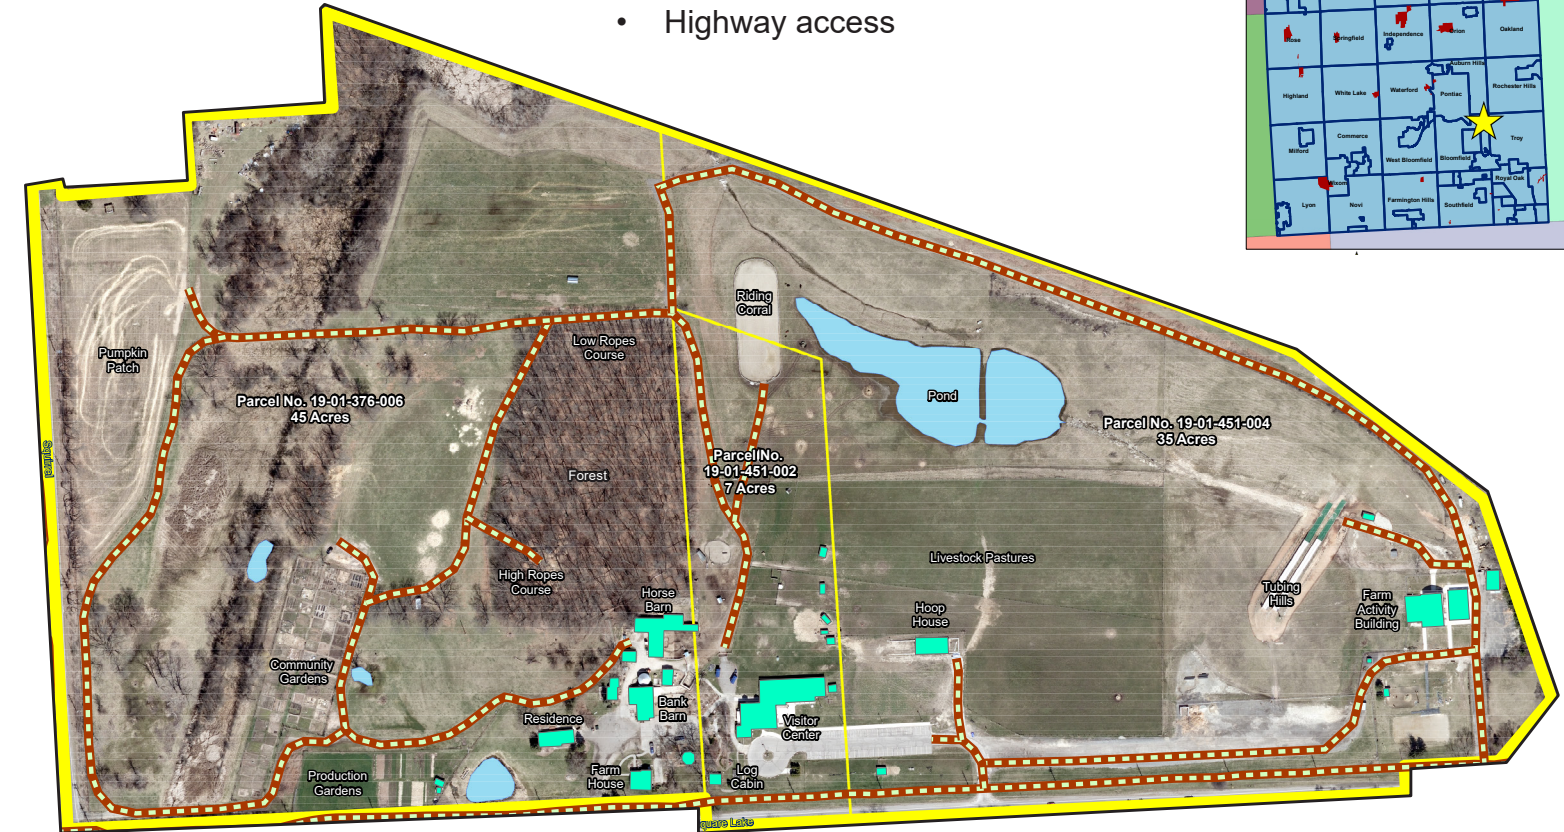 • Highway access
Rose
Springfield
Independence
Orion
Oakland
Auburn Hills
Highland
White Lake
Waterford
Pontiac
Rochester Hills
Milford
Commerce
West Bloomfield
Bloomfield
Troy
Royal Oak
Lyon
Wixom
Novi
Farmington Hills
Southfield
Riding
Corral
Pumpkin
Patch
Low Ropes
Course
Parcel No. 19-01-376-006
45 Acres
Pond
Parcel No. 19-01-451-004
35 Acres
Squirrel
Parcel No.
19-01-451-002
7 Acres
Forest
Livestock Pastures
High Ropes
Course
Horse
Barn
Hoop
House
Tubing
Hills
Farm
Activity
Building
Community
Gardens
Bank
Barn
Residence
Visitor
Center
Production
Gardens
Farm
House
Log
Cabin
quare Lake